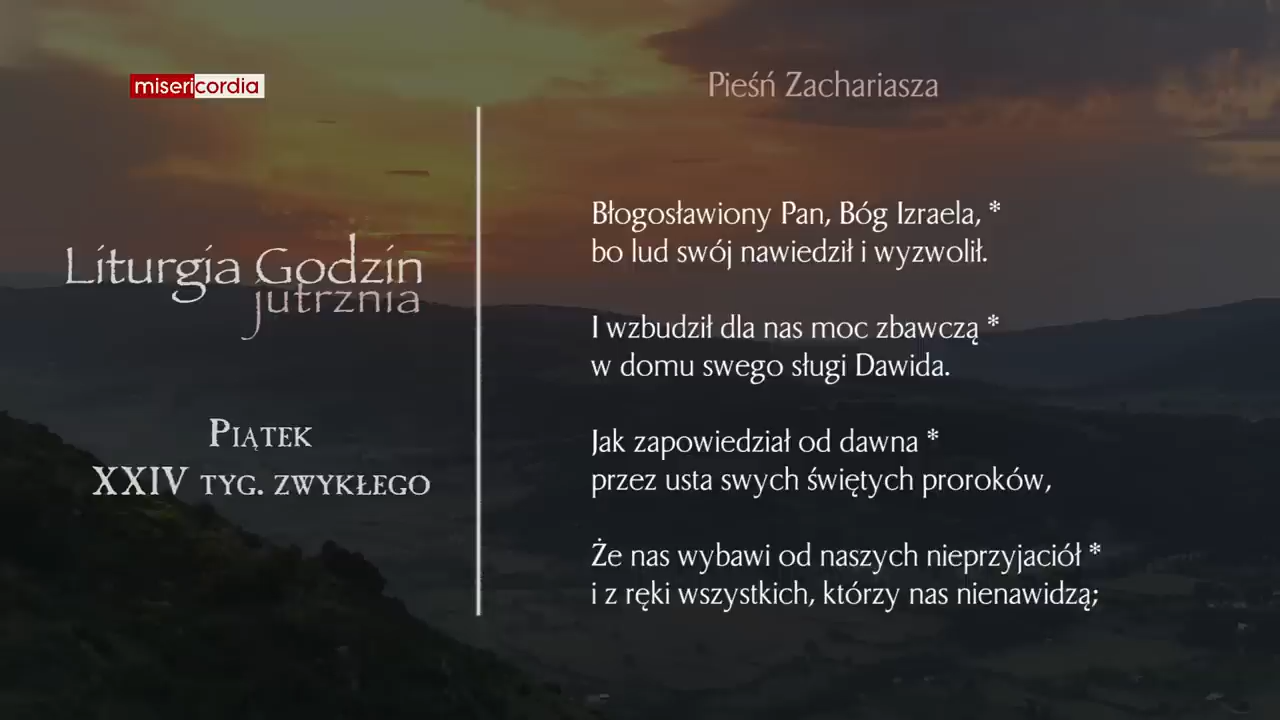 misericordia
Liturgia Godzin
jutrznia
Piątek
XXIV tyg. zwykłego
Pieśń Zachariasza
Błogosławiony Pan, Bóg Izraela, *
bo lud swój nawiedził i wyzwolił.
I wzbudził dla nas moc zbawczą *
w domu swego sługi Dawida.
Jak zapowiedział od dawna *
przez usta swych świętych proroków,
Że nas wybawi od naszych nieprzyjaciół *
i z ręki wszystkich, którzy nas nienawidzą;